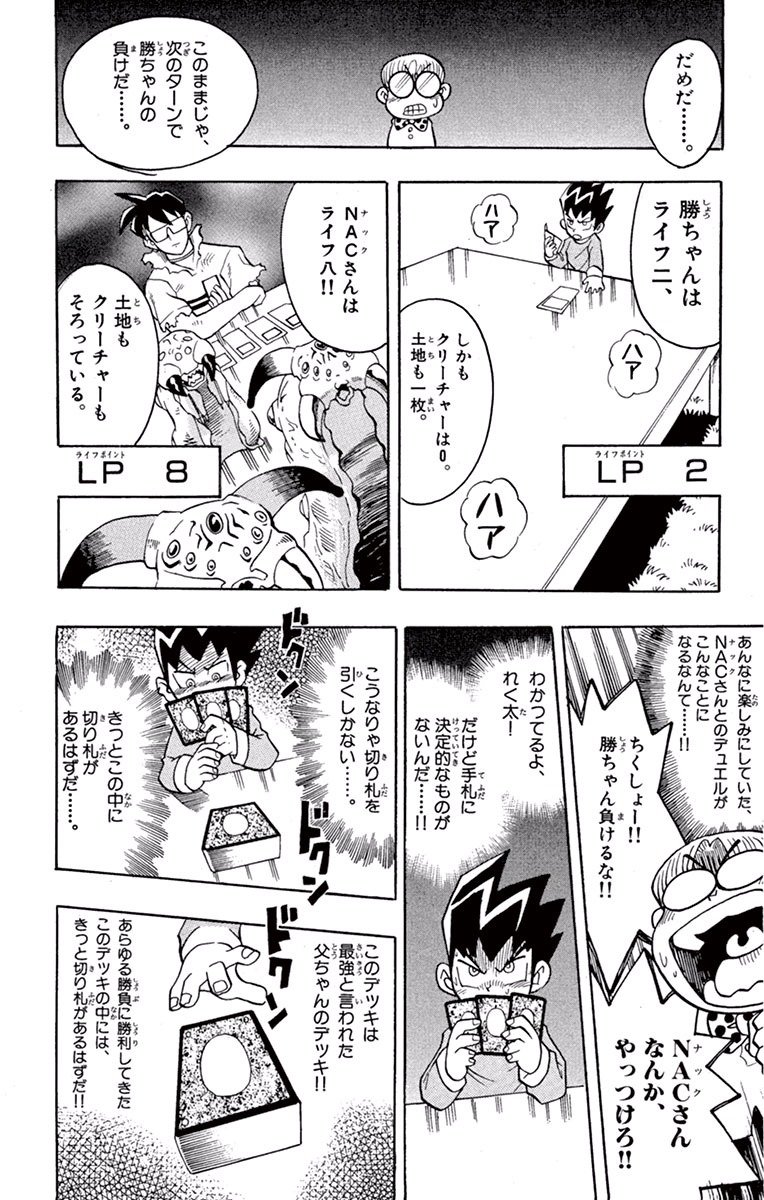 だめだ……。
このままじゃ、
次のターンで
勝ちゃんの
負けだ……。
勝ちゃんは
ライフ二、
ハァ
ハァ
ハァ
しかも
クリーチャーは0。
土地も一枚。
LP 2
NACさんは
ライフ八!!
土地も
クリーチャーも
そろっている。
LP 8
あんなに楽しみにしていた、
NACさんとのデュエルが
こんなことに
なるなんて……!!
ちくしょー!!
勝ちゃん負けるな!!
NACさん
なんか、
やっつけろ!!
わかってるよ、
れく太!
だけど手札に
決定的なものが
ないんだ……!!
ドクン
こうなりゃ切り札を
引くしかない……。
きっとこの中に
切り札が
あるはずだ……。
ドクン
ドクン
このデッキは
最強と言われた
父ちゃんのデッキ!!
あらゆる勝負に勝利してきた
このデッキの中には、
きっと切り札があるはずだ!!